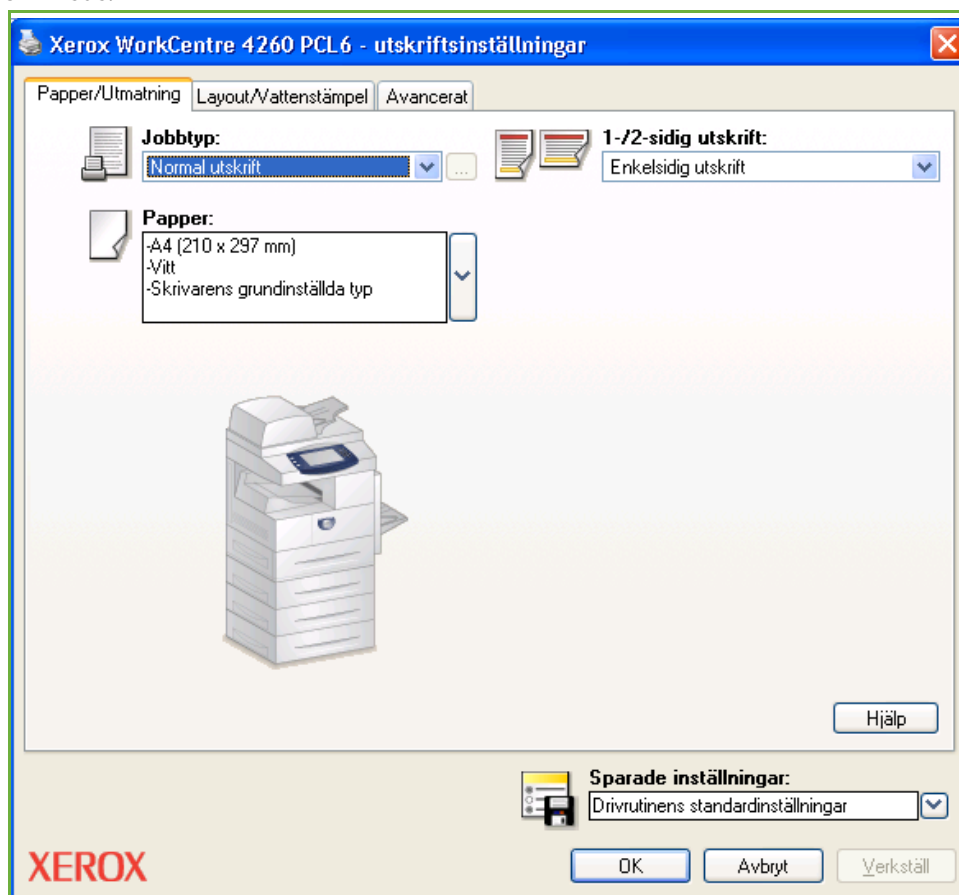 Xerox WorkCentre 4260 PCL6 - utskriftsinställningar
Papper/Utmatning Layout/Vattenstämpel Avancerat
Jobbtyp:
Normal utskrift
...
1-/2-sidig utskrift:
Enkelsidig utskrift
Papper:
-A4 (210 x 297 mm)
-Vitt
-Skrivarens grundinställda typ
Hjälp
Sparade inställningar:
Drivrutinens standardinställningar
XEROX
OK Avbryt Verkställ